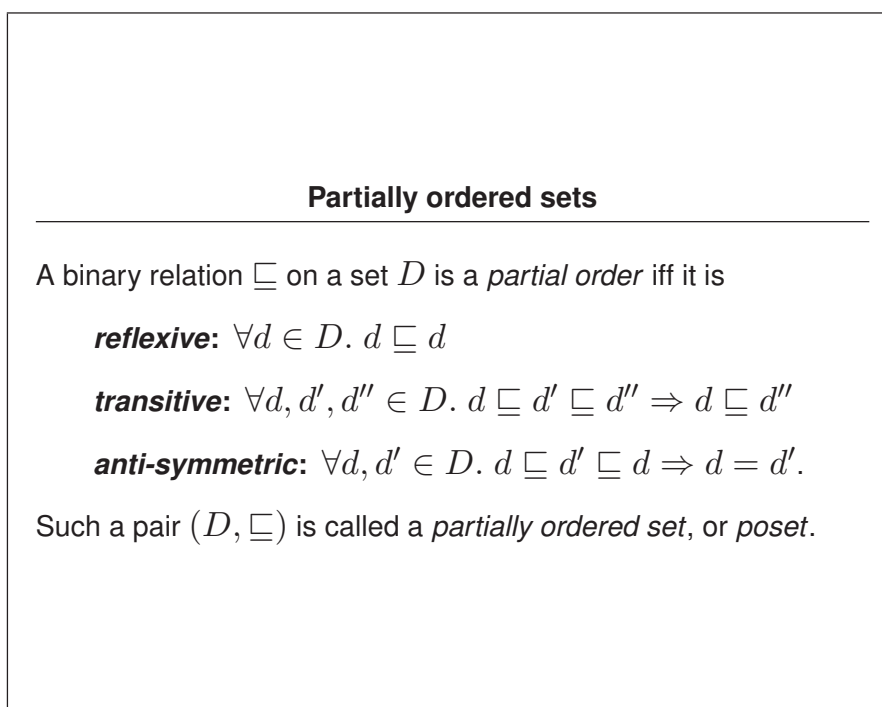 Partially ordered sets
A binary relation ⊑ on a set D is a partial order iff it is
reflexive: ∀d ∈ D. d ⊑ d
transitive: ∀d, d′, d′′ ∈ D. d ⊑ d′ ⊑ d′′ ⇒ d ⊑ d′′
anti-symmetric: ∀d, d′ ∈ D. d ⊑ d′ ⊑ d ⇒ d = d′.
Such a pair (D, ⊑) is called a partially ordered set, or poset.